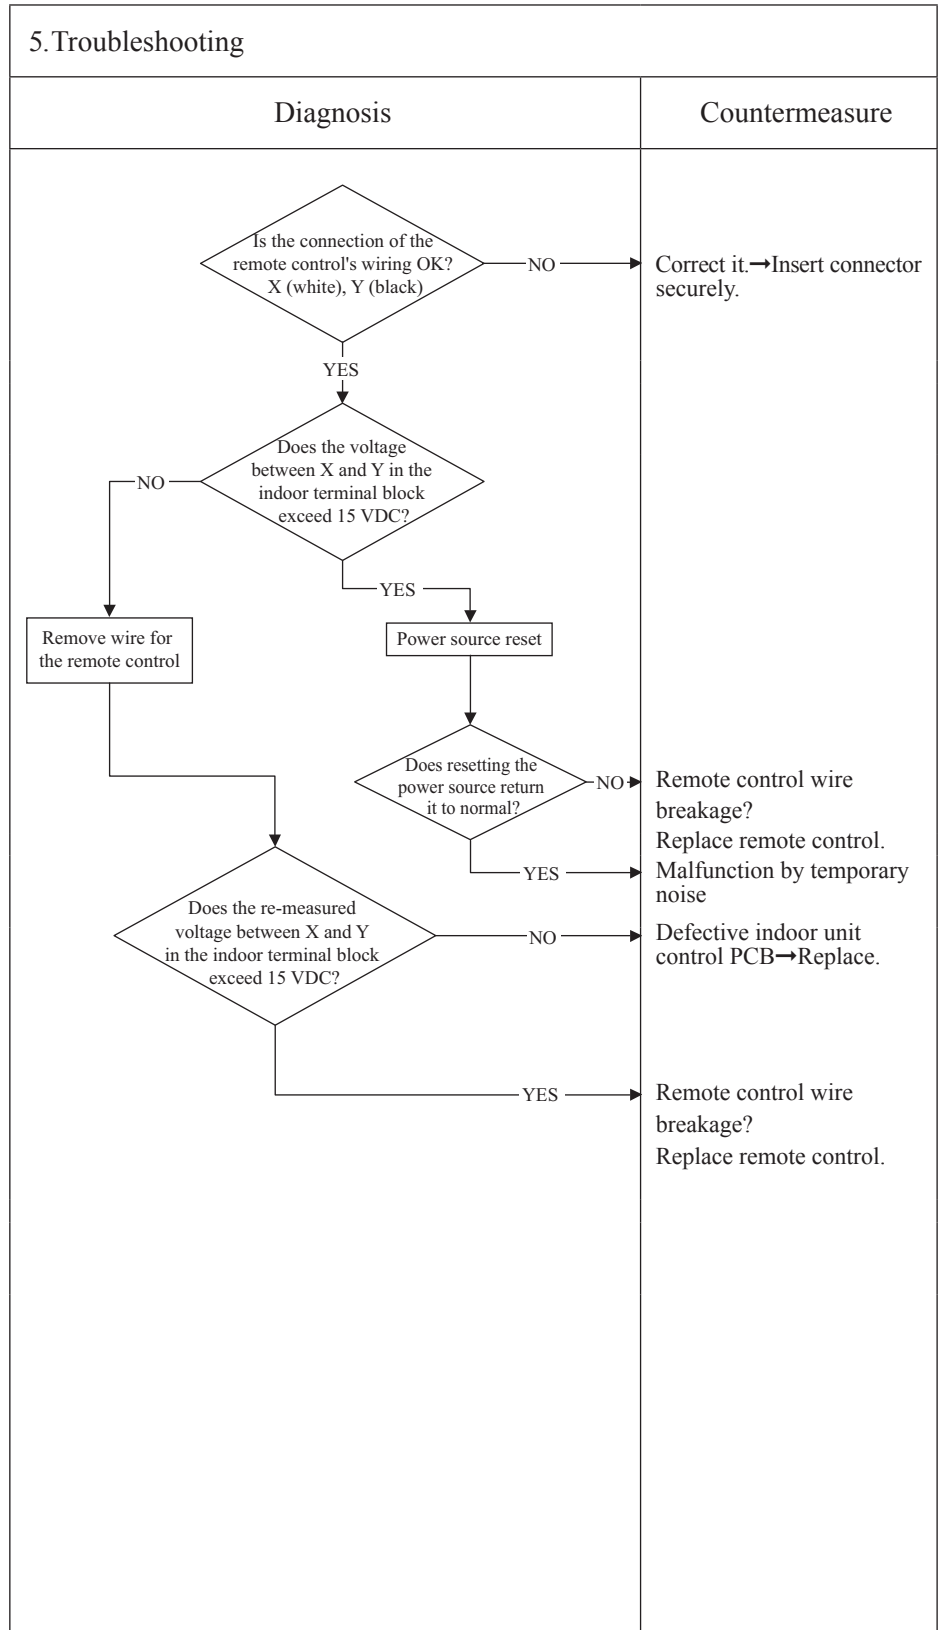 5.Troubleshooting
Diagnosis
Countermeasure
Is the connection of the
remote control's wiring OK?
X (white), Y (black)
NO
Correct it.➞Insert connector
securely.
YES
Does the voltage
between X and Y in the
indoor terminal block
exceed 15 VDC?
NO
YES
Remove wire for
the remote control
Power source reset
Does resetting the
power source return
it to normal?
NO
Remote control wire
breakage?
Replace remote control.
YES
Malfunction by temporary
noise
Does the re-measured
voltage between X and Y
in the indoor terminal block
exceed 15 VDC?
NO
Defective indoor unit
control PCB➞Replace.
YES
Remote control wire
breakage?
Replace remote control.